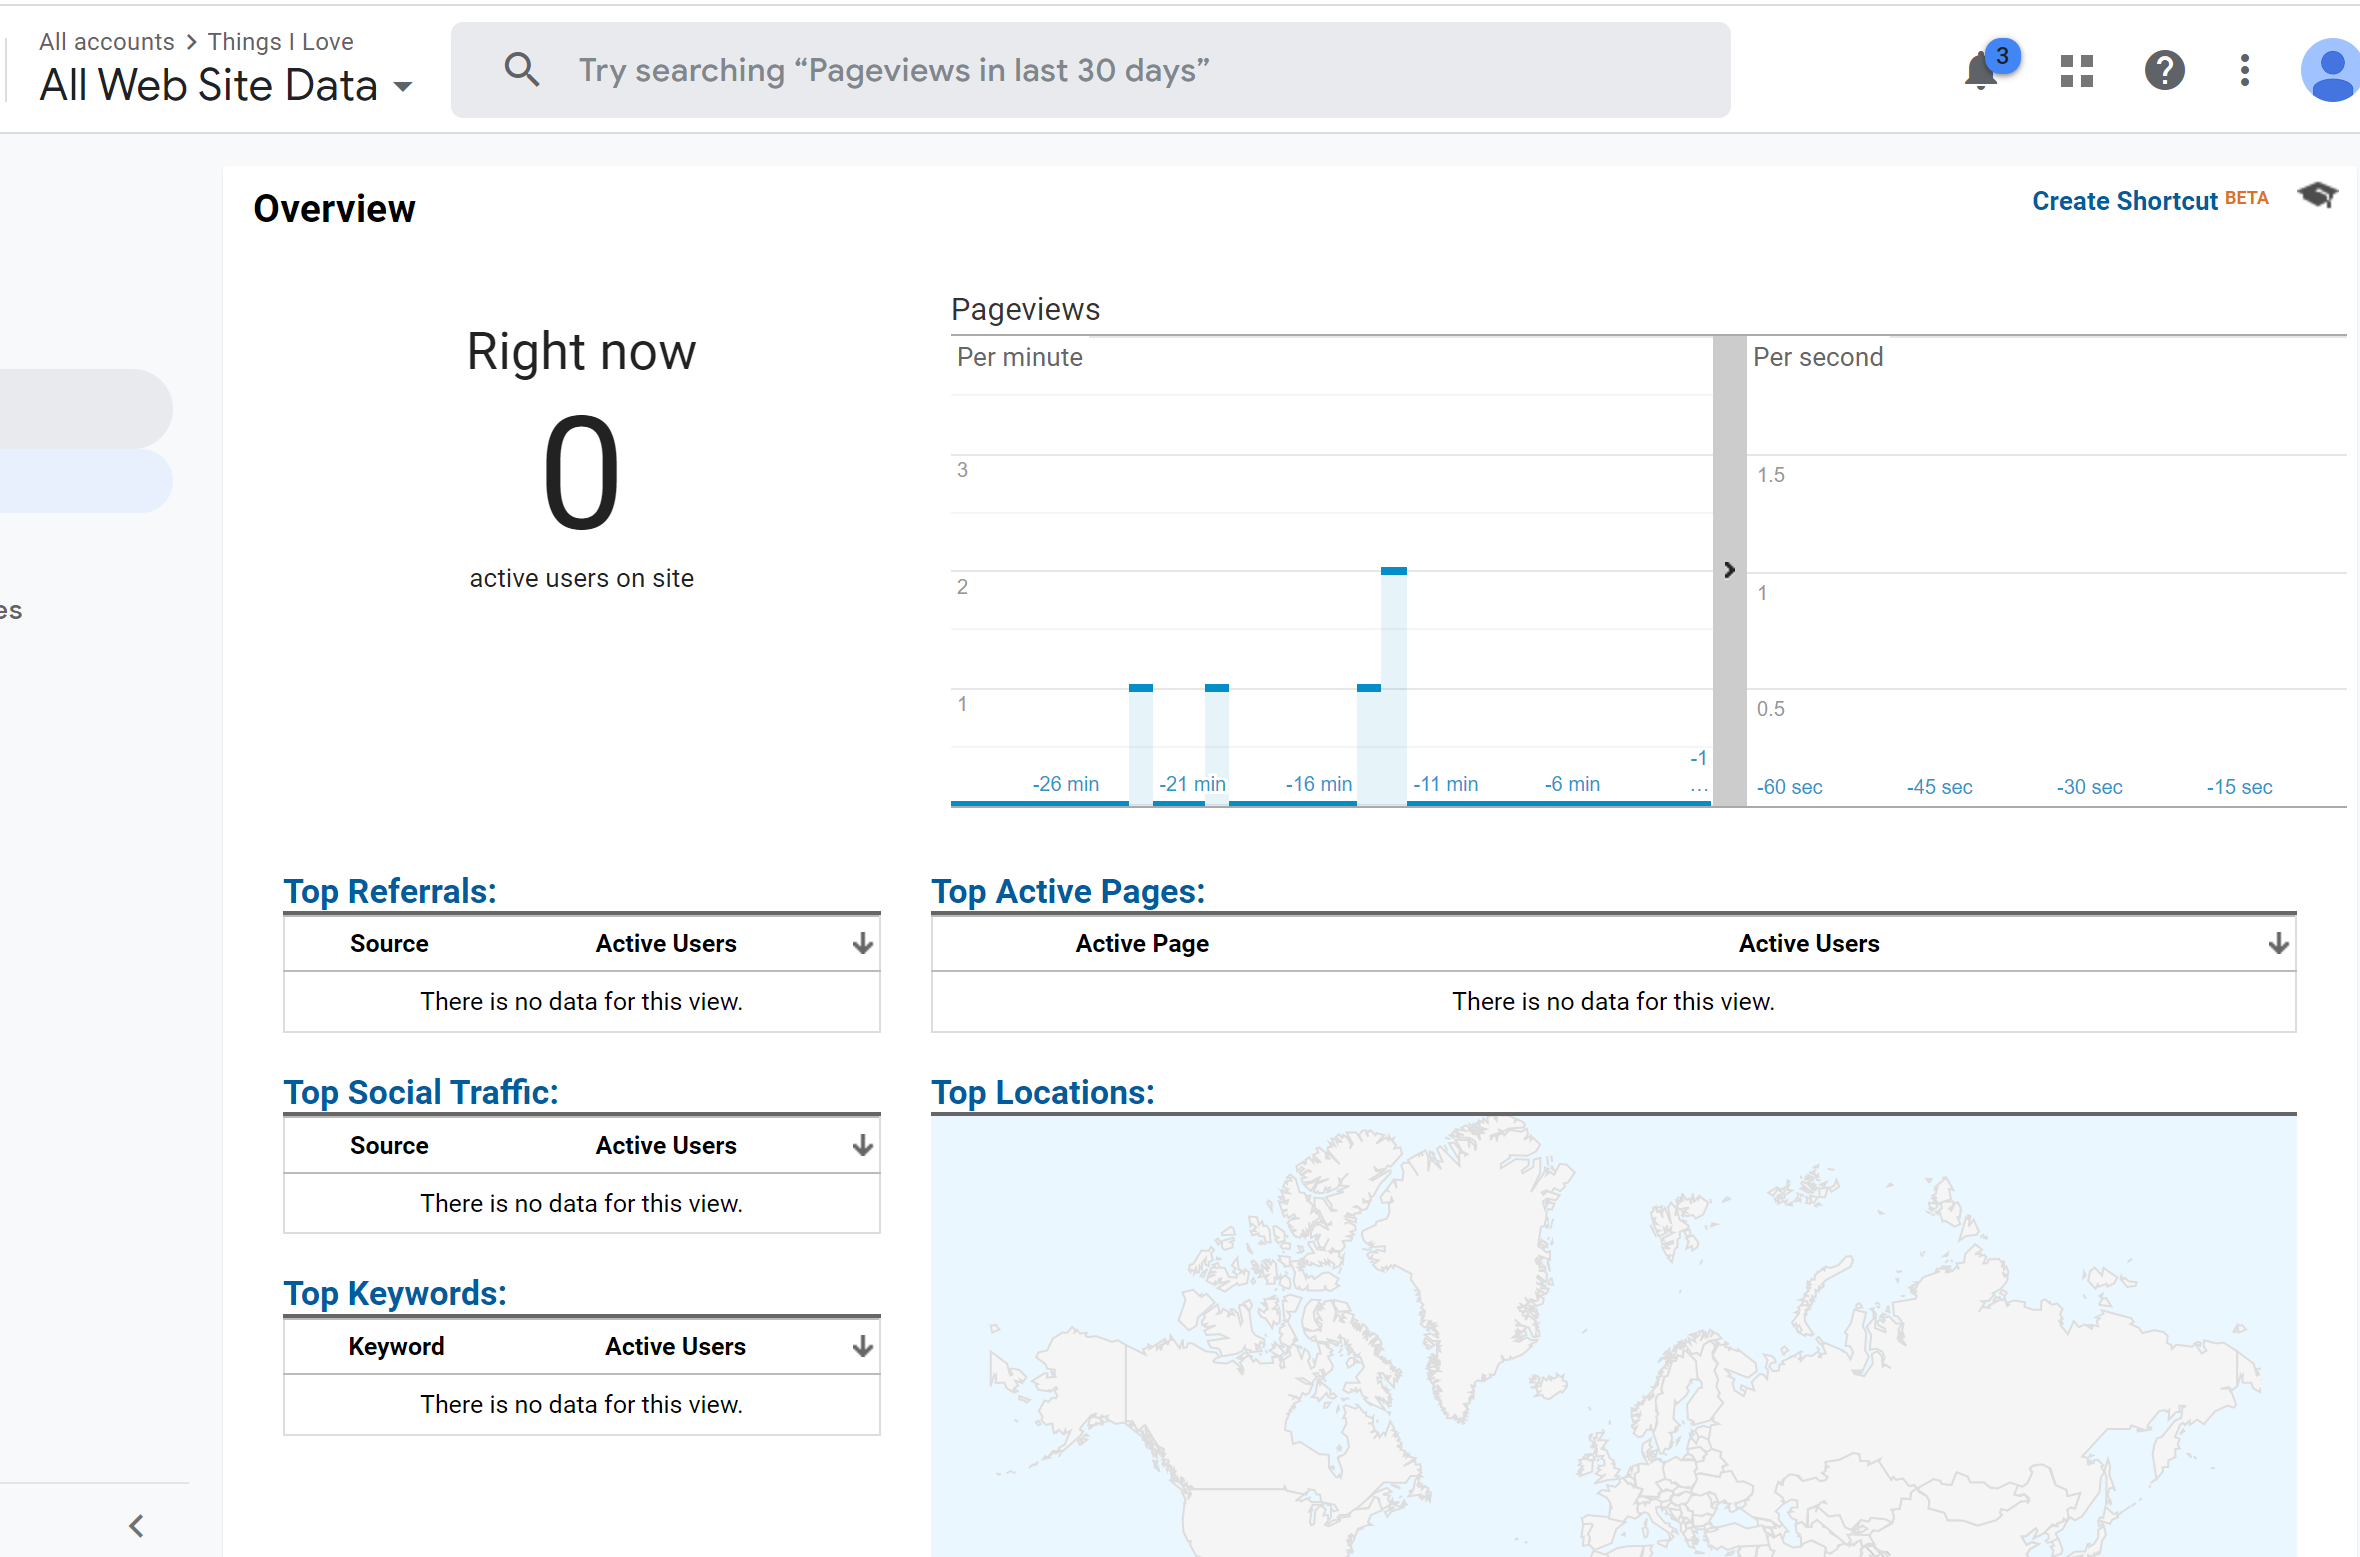 All accounts > Things I Love
All Web Site Data
Try searching “Pageviews in last 30 days”
3
Overview
Create Shortcut BETA
Right now
0
active users on site
Pageviews
Per minute
3
2
1
-26 min
-21 min
-16 min
-11 min
-6 min
-1
...
Per second
1.5
1
0.5
-60 sec
-45 sec
-30 sec
-15 sec
es
Top Referrals:
Source Active Users
There is no data for this view.
Top Active Pages:
Active Page Active Users
There is no data for this view.
Top Social Traffic:
Source Active Users
There is no data for this view.
Top Locations:
Top Keywords:
Keyword Active Users
There is no data for this view.